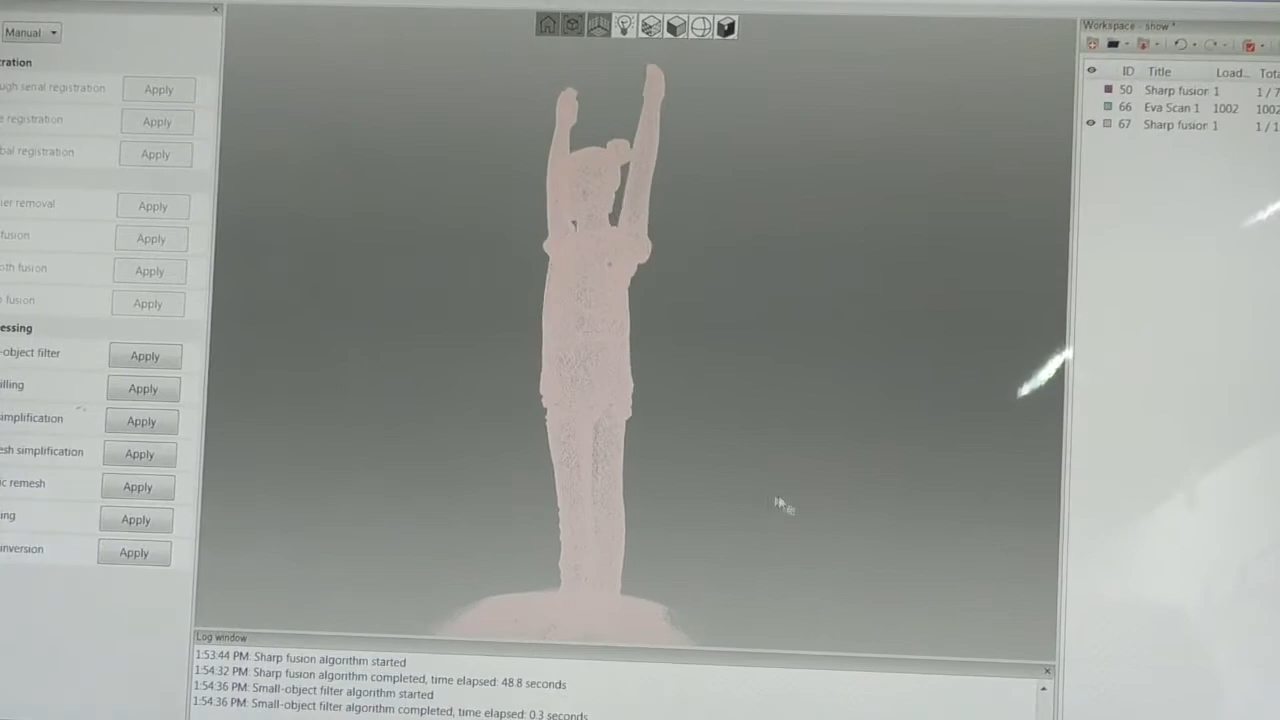 Manual
ration
ugh serial registration Apply
e registration Apply
bal registration Apply
ier removal Apply
fusion Apply
oth fusion Apply
fusion Apply
essing
-object filter Apply
illing Apply
implification Apply
esh simplification Apply
ic remesh Apply
ing Apply
inversion Apply
Workspace - show *
ID Title Load... Tota
50 Sharp fusion 1 1 / 7
66 Eva Scan 1 1002 1002
67 Sharp fusion 1 1 / 1
Log window
1:53:44 PM: Sharp fusion algorithm started
1:54:32 PM: Sharp fusion algorithm completed, time elapsed: 48.8 seconds
1:54:36 PM: Small-object filter algorithm started
1:54:36 PM: Small-object filter algorithm completed, time elapsed: 0.3 seconds